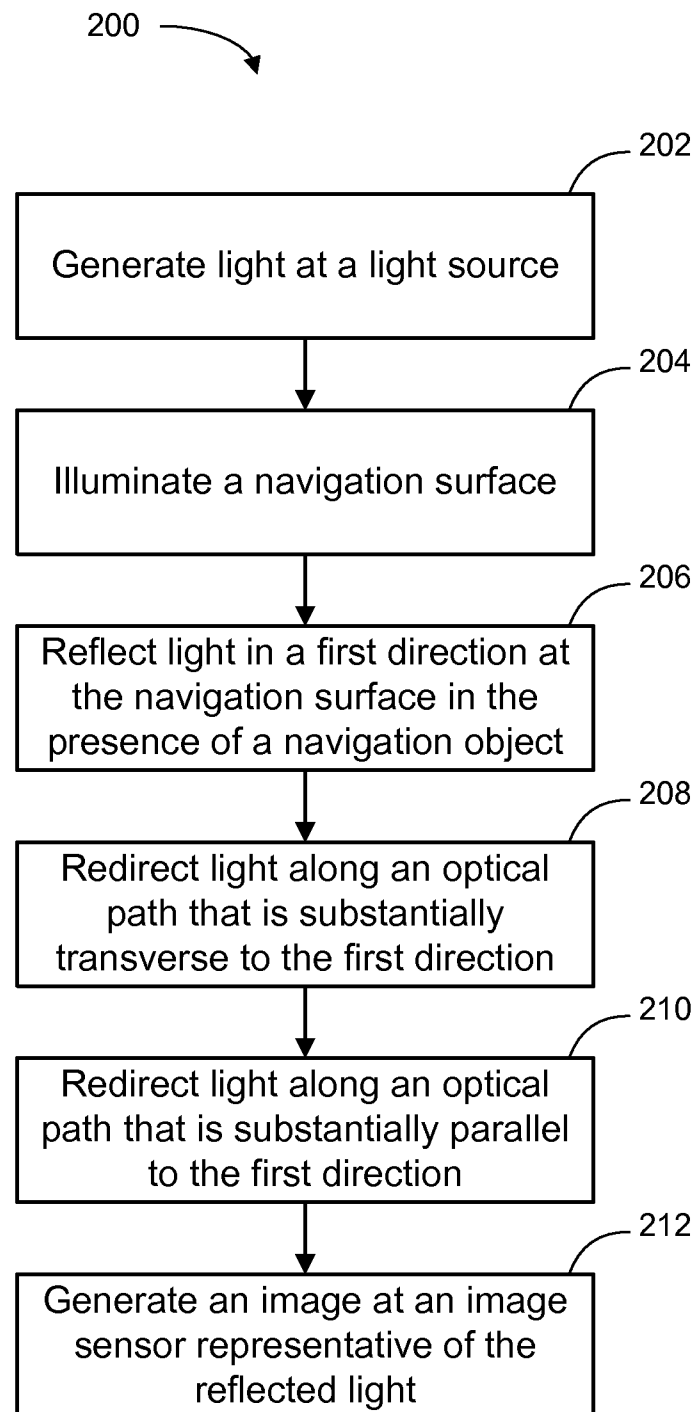 200
202
Generate light at a light source
204
Illuminate a navigation surface
206
Reflect light in a first direction at
the navigation surface in the
presence of a navigation object
208
Redirect light along an optical
path that is substantially
transverse to the first direction
210
Redirect light along an optical
path that is substantially parallel
to the first direction
212
Generate an image at an image
sensor representative of the
reflected light